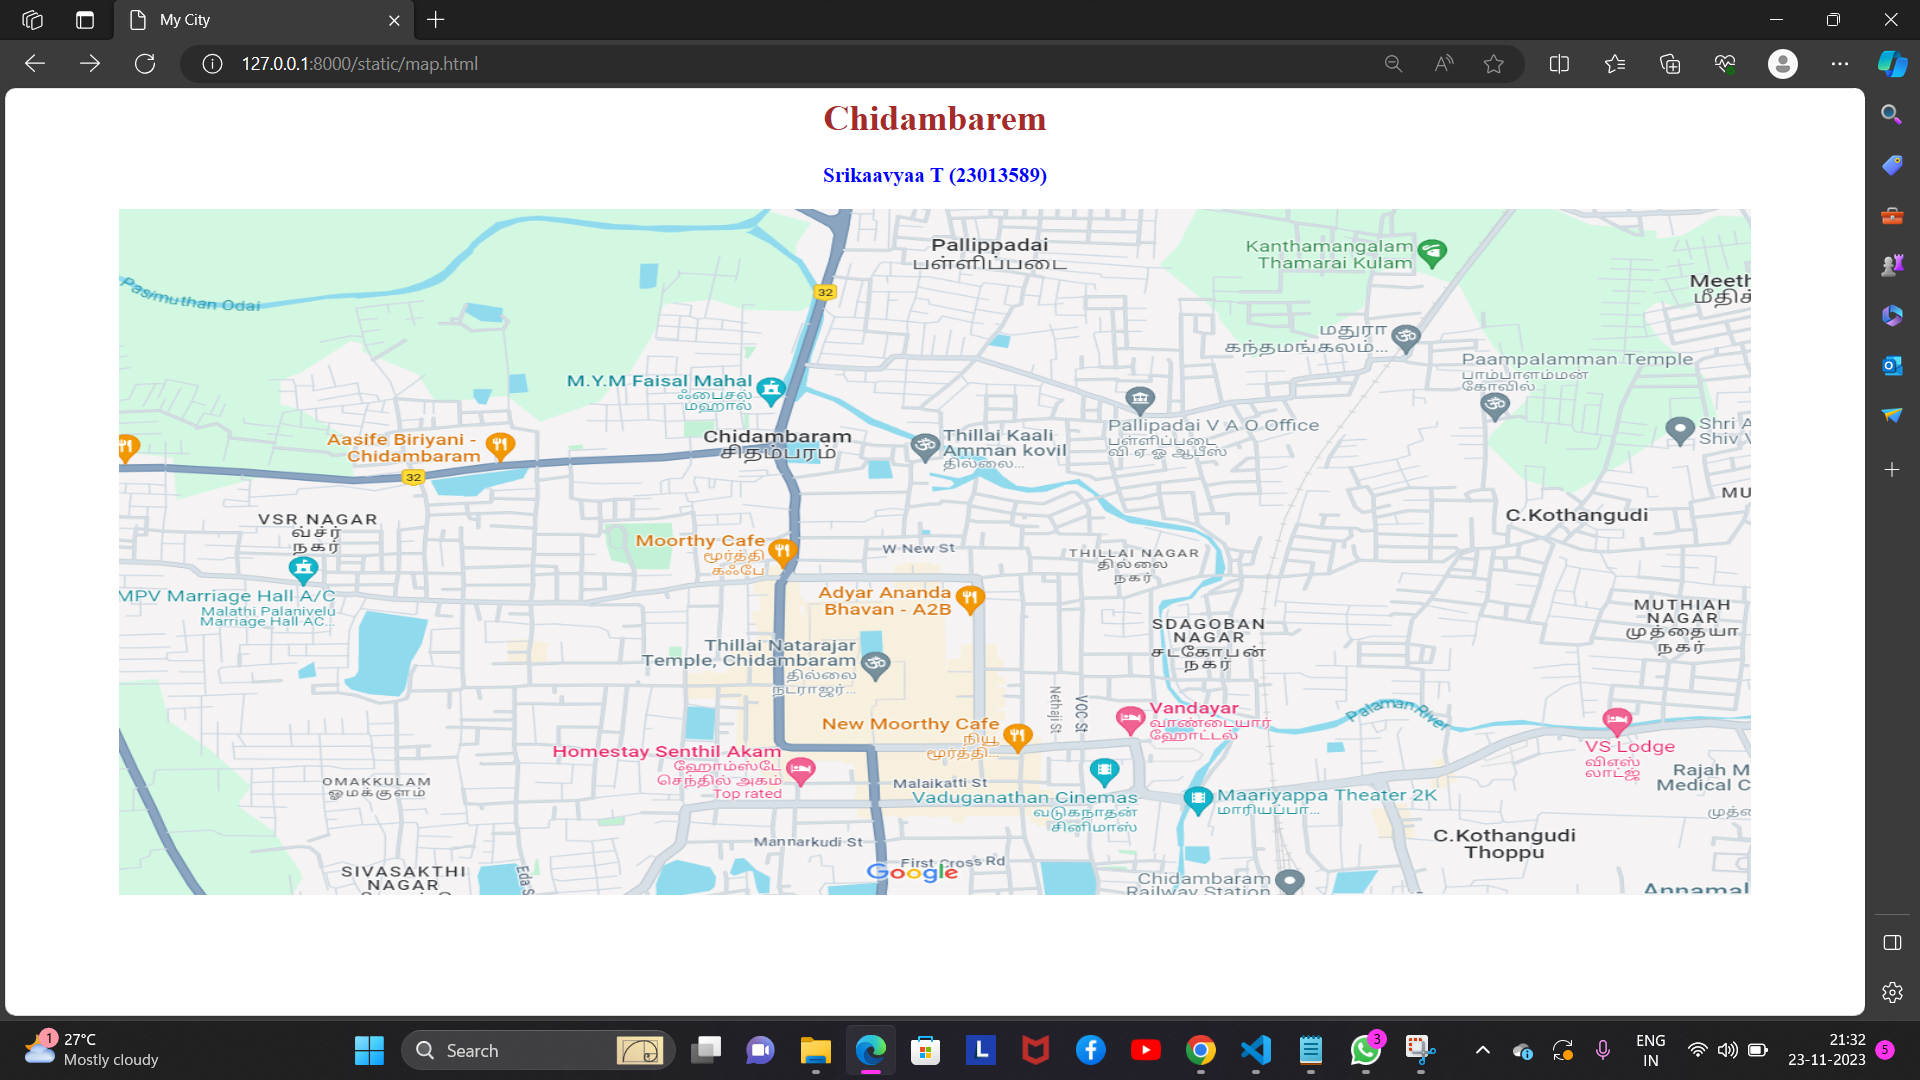 My City
127.0.0.1:8000/static/map.html
Chidambarem
Srikaavyaa T (23013589)
Pallippadai
பள்ளிப்படை
Kanthamangalam
Thamarai Kulam
Pasimuthan Odai
32
Meeth
மீதிக்
மதுரா
கந்தமங்கலம்...
Paampalamman Temple
பாம்பாளம்மன்
கோவில்
M.Y.M Faisal Mahal
ஃபைசல்
மஹால்
Pallipadai V A O Office
பள்ளிப்படை
வி ஏ ஓ ஆபீஸ்
Shri A
Shiv V
Aasife Biriyani -
Chidambaram
32
Chidambaram
சிதம்பரம்
Thillai Kaali
Amman kovil
தில்லை...
MU
C.Kothangudi
VSR NAGAR
வ்சிர்
நகர்
Moorthy Cafe
மூர்த்தி
கஃபே
W New St
THILLAI NAGAR
தில்லை
நகர்
MPV Marriage Hall A/C
Malathi Palanivelu
Marriage Hall AC...
Adyar Ananda
Bhavan - A2B
SDAGOBAN
NAGAR
சடகோபன்
நகர்
MUTHIAH
NAGAR
முத்தையா
நகர்
Thillai Natarajar
Temple, Chidambaram
தில்லை
நடராஜர்...
Nethaji St
VOC St
New Moorthy Cafe
நியூ
மூர்த்தி...
Vandayar
வாண்டையார்
ஹோட்டல்
Palaman River
VS Lodge
விஎஸ்
லாட்ஜ்
Homestay Senthil Akam
ஹோம்ஸ்டே
செந்தில் அகம்
Top rated
Malaikatti St
Rajah M
Medical C
முத்
OMAKKULAM
ஓமக்குளம்
Vaduganathan Cinemas
வடுகநாதன்
சினிமாஸ்
Maariyappa Theater 2K
மாரியப்பா...
C.Kothangudi
Thoppu
Mannarkudi St
First Cross Rd
Google
SIVASAKTHI
NAGAR
Eda S
Chidambaram
Railway Station
Annamal
1
27°C
Mostly cloudy
Search
L
3
ENG
IN
21:32
23-11-2023
5